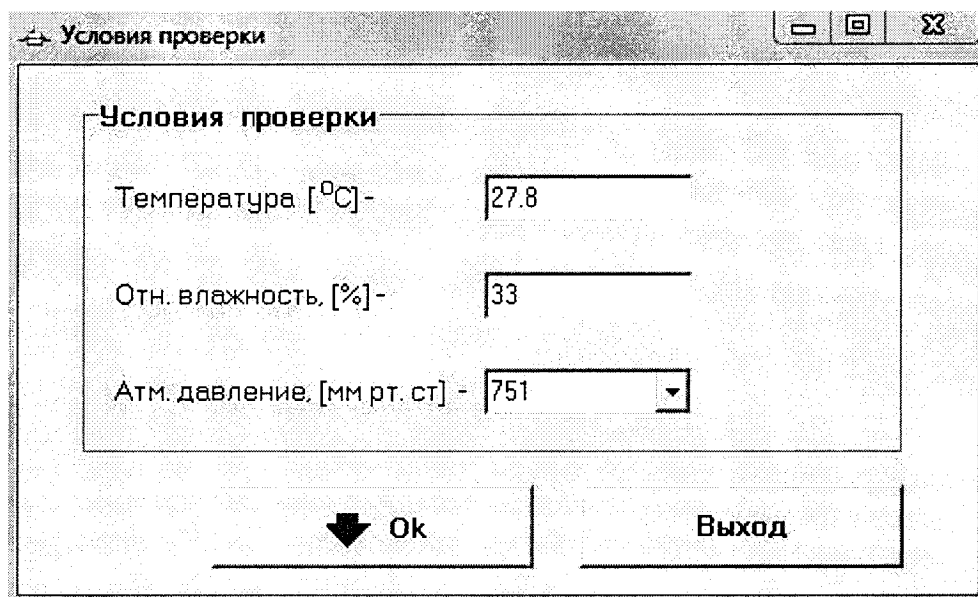 Условия проверки
Условия проверки
Температура [°C]- 27.8
Отн. влажность, [%]- 33
Атм. давление, [мм рт. ст] - 751
Ok Выход